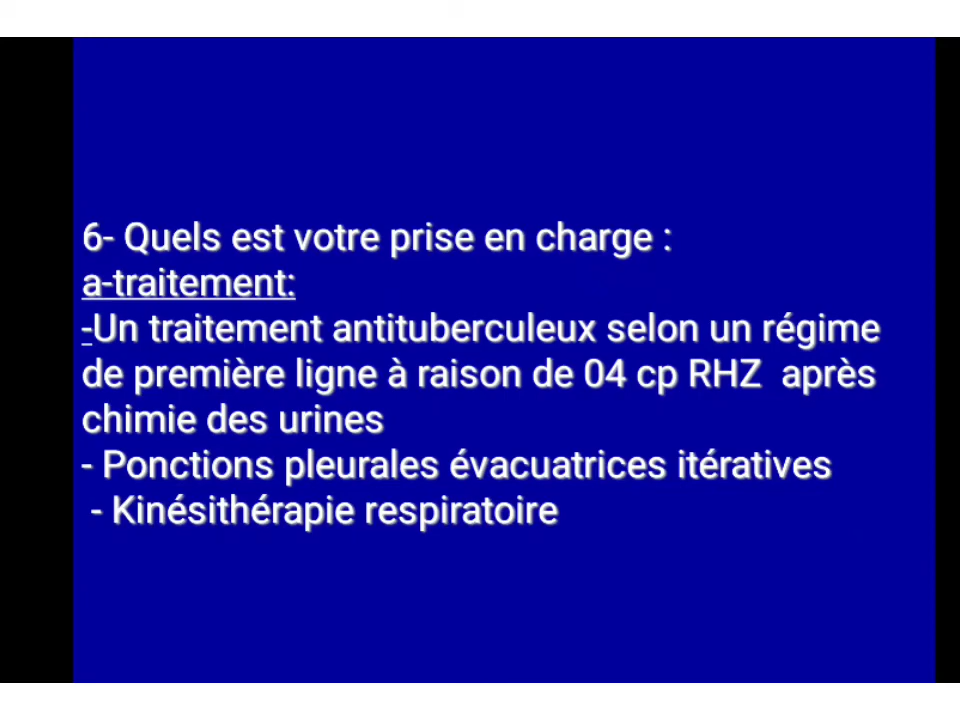 6- Quels est votre prise en charge :
a-traitement:
-Un traitement antituberculeux selon un régime
de première ligne à raison de 04 cp RHZ  après
chimie des urines
- Ponctions pleurales évacuatrices itératives
- Kinésithérapie respiratoire